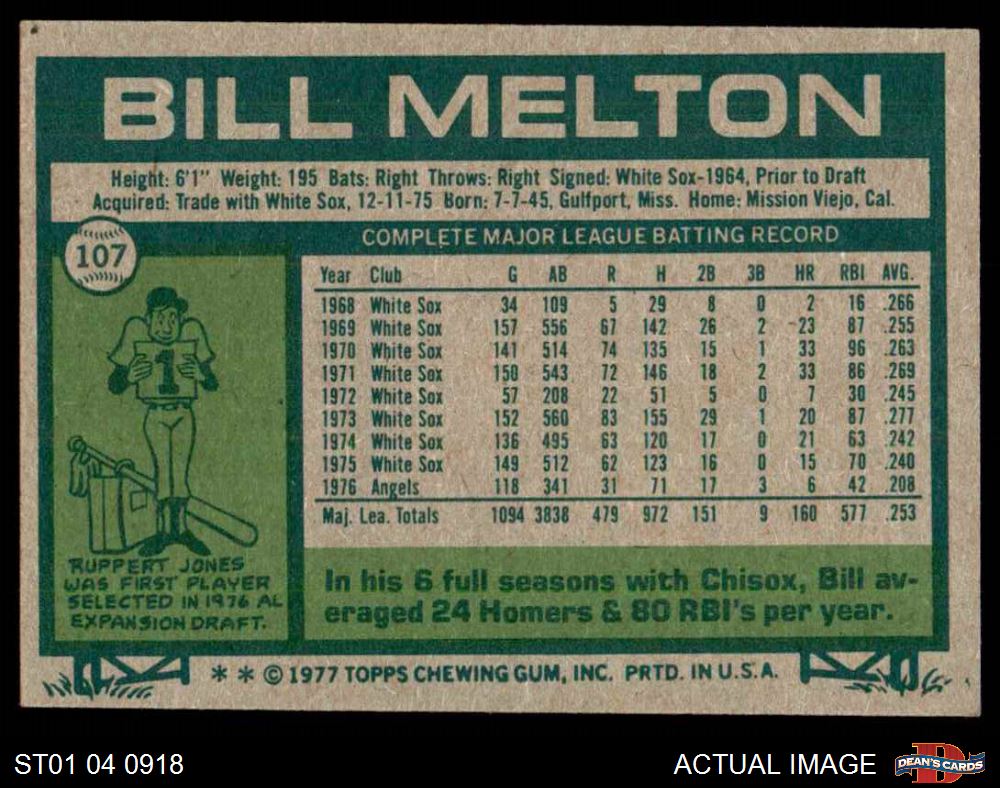 BILL MELTON
Height: 6'1" Weight: 195 Bats: Right Throws: Right Signed: White Sox-1964, Prior to Draft
Acquired: Trade with White Sox, 12-11-75 Born: 7-7-45, Gulfport, Miss. Home: Mission Viejo, Cal.
107
COMPLETE MAJOR LEAGUE BATTING RECORD
Year Club G AB R H 2B 3B HR RBI AVG.
1968 White Sox 34 109 5 29 8 0 2 16 .266
1969 White Sox 157 556 67 142 26 2 23 87 .255
1970 White Sox 141 514 74 135 15 1 33 96 .263
1971 White Sox 150 543 72 146 18 2 33 86 .269
1972 White Sox 57 208 22 51 5 0 7 30 .245
1973 White Sox 152 560 83 155 29 1 20 87 .277
1974 White Sox 136 495 63 120 17 0 21 63 .242
1975 White Sox 149 512 62 123 16 0 15 70 .240
1976 Angels 118 341 31 71 17 3 6 42 .208
Maj. Lea. Totals 1094 3838 479 972 151 9 160 577 .253
1
RUPPERT JONES
WAS FIRST PLAYER
SELECTED IN 1976 AL
EXPANSION DRAFT.
In his 6 full seasons with Chisox, Bill av-
eraged 24 Homers & 80 RBI's per year.
* * © 1977 TOPPS CHEWING GUM, INC. PRTD. IN U.S.A.
ST01 04 0918
ACTUAL IMAGE
D
DEAN'S CARDS